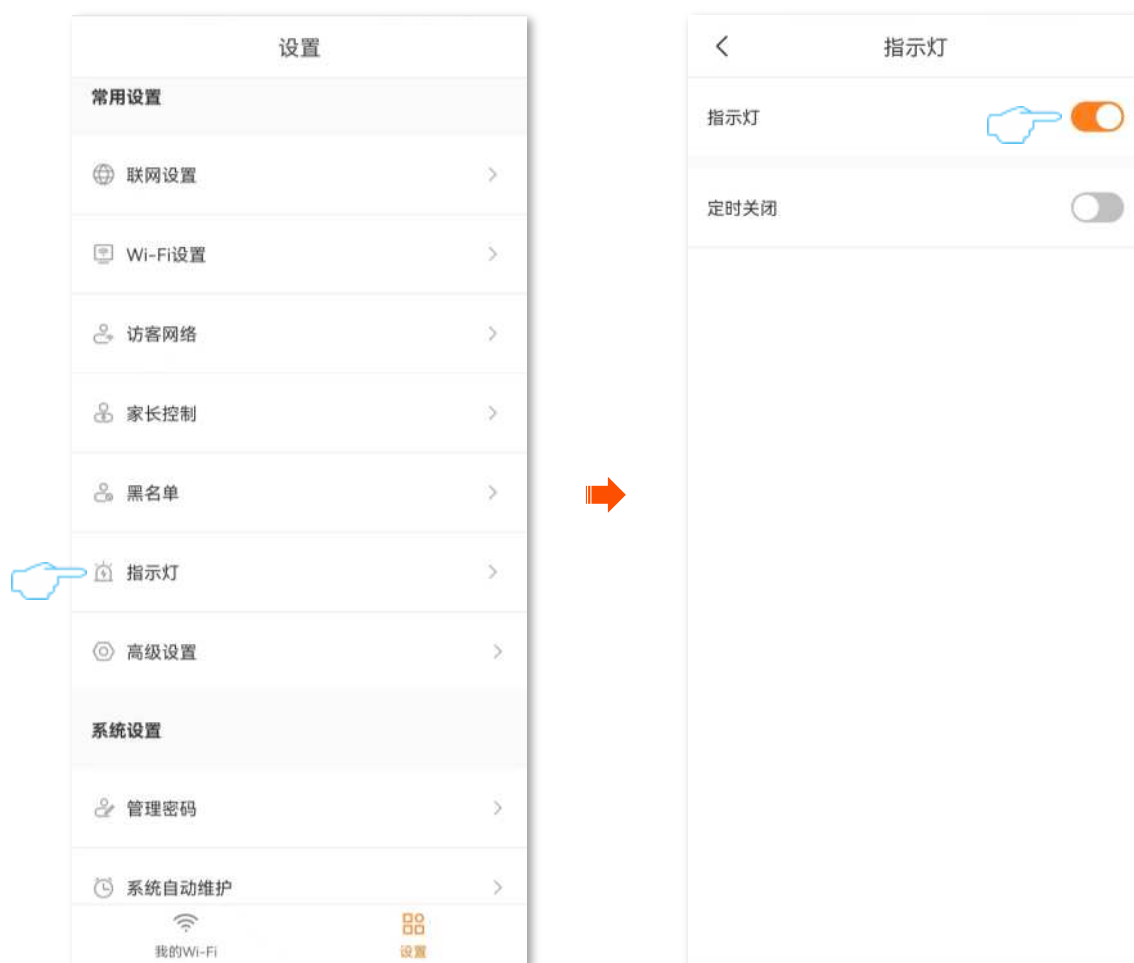 设置
常用设置
联网设置
Wi-Fi设置
访客网络
家长控制
黑名单
指示灯
高级设置
系统设置
管理密码
系统自动维护
我的Wi-Fi
设置
指示灯
指示灯
定时关闭